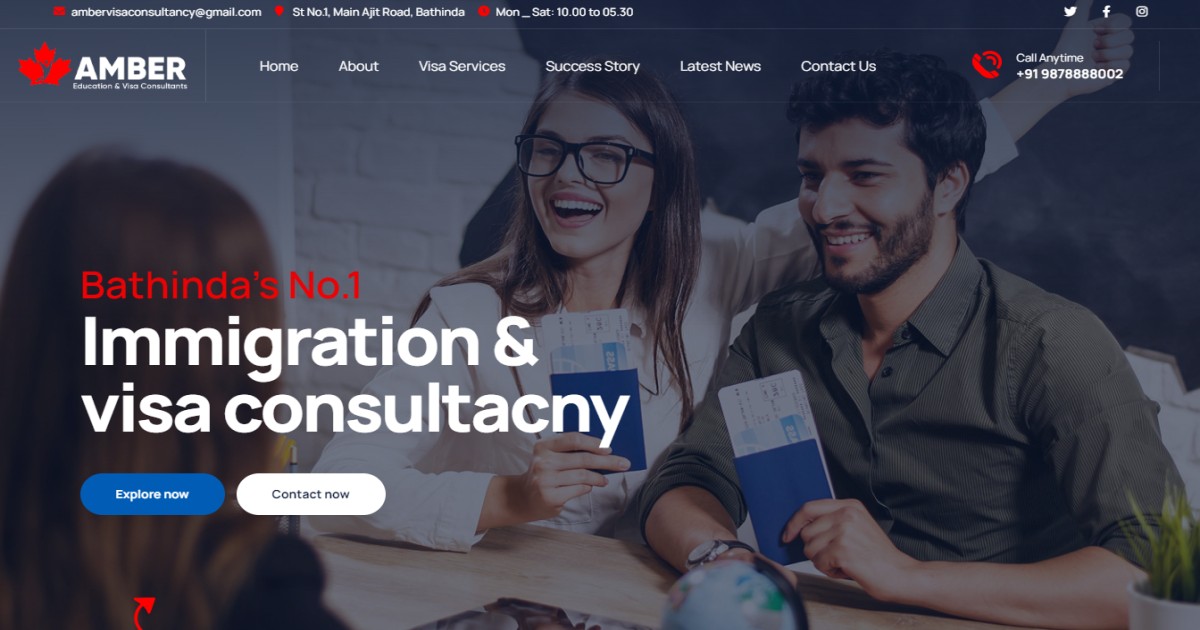 ambervisaconsultancy@gmail.com St No.1, Main Ajit Road, Bathinda Mon _ Sat: 10.00 to 05.30
AMBER
Education & Visa Consultants
Home About Visa Services Success Story Latest News Contact Us
Call Anytime
+91 9878888002
Bathinda's No.1
Immigration &
visa consultacny
Explore now Contact now